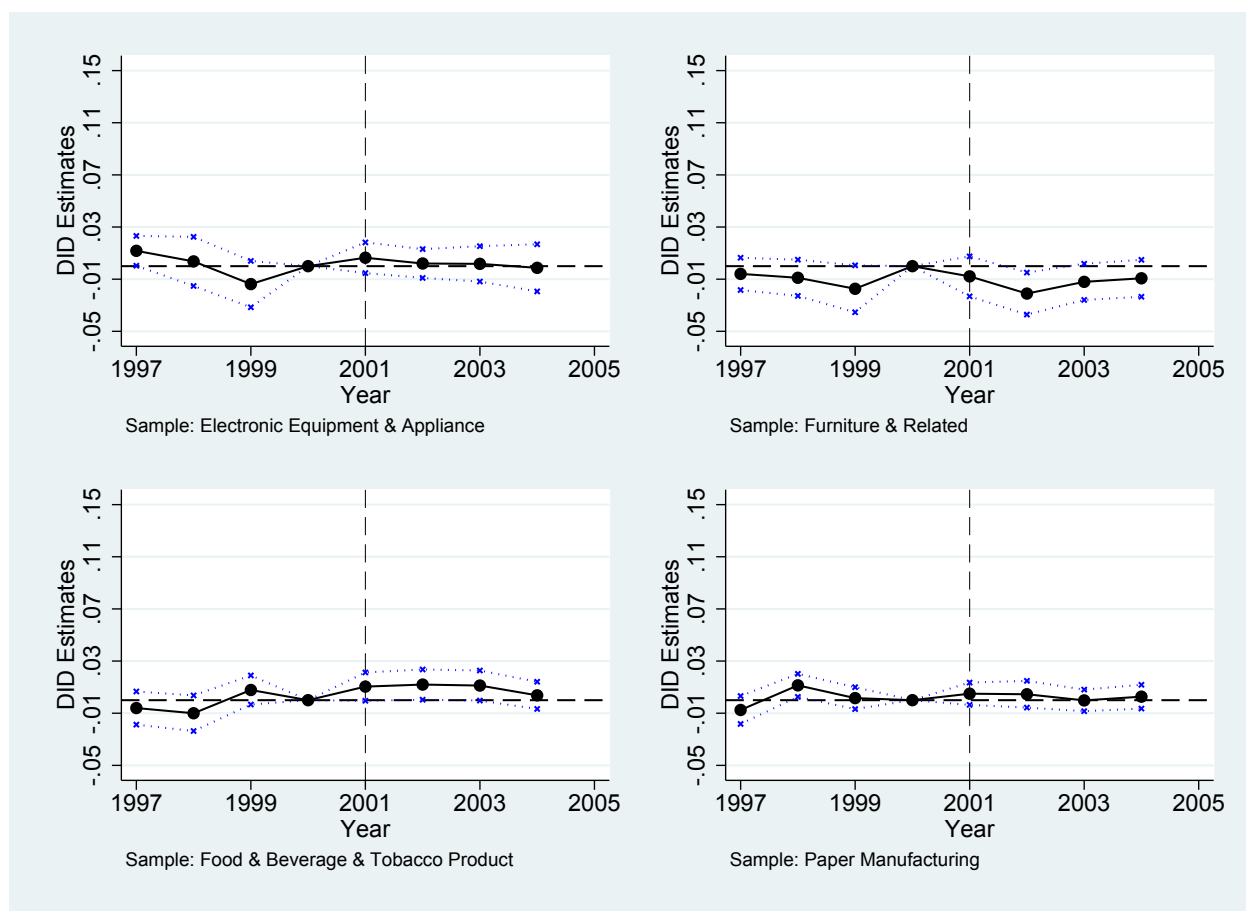 DID Estimates
.15
.11
.07
.03
-.01
-.05
1997 1999 2001 2003 2005
Year
Sample: Electronic Equipment & Appliance
DID Estimates
.15
.11
.07
.03
-.01
-.05
1997 1999 2001 2003 2005
Year
Sample: Furniture & Related
DID Estimates
.15
.11
.07
.03
-.01
-.05
1997 1999 2001 2003 2005
Year
Sample: Food & Beverage & Tobacco Product
DID Estimates
.15
.11
.07
.03
-.01
-.05
1997 1999 2001 2003 2005
Year
Sample: Paper Manufacturing